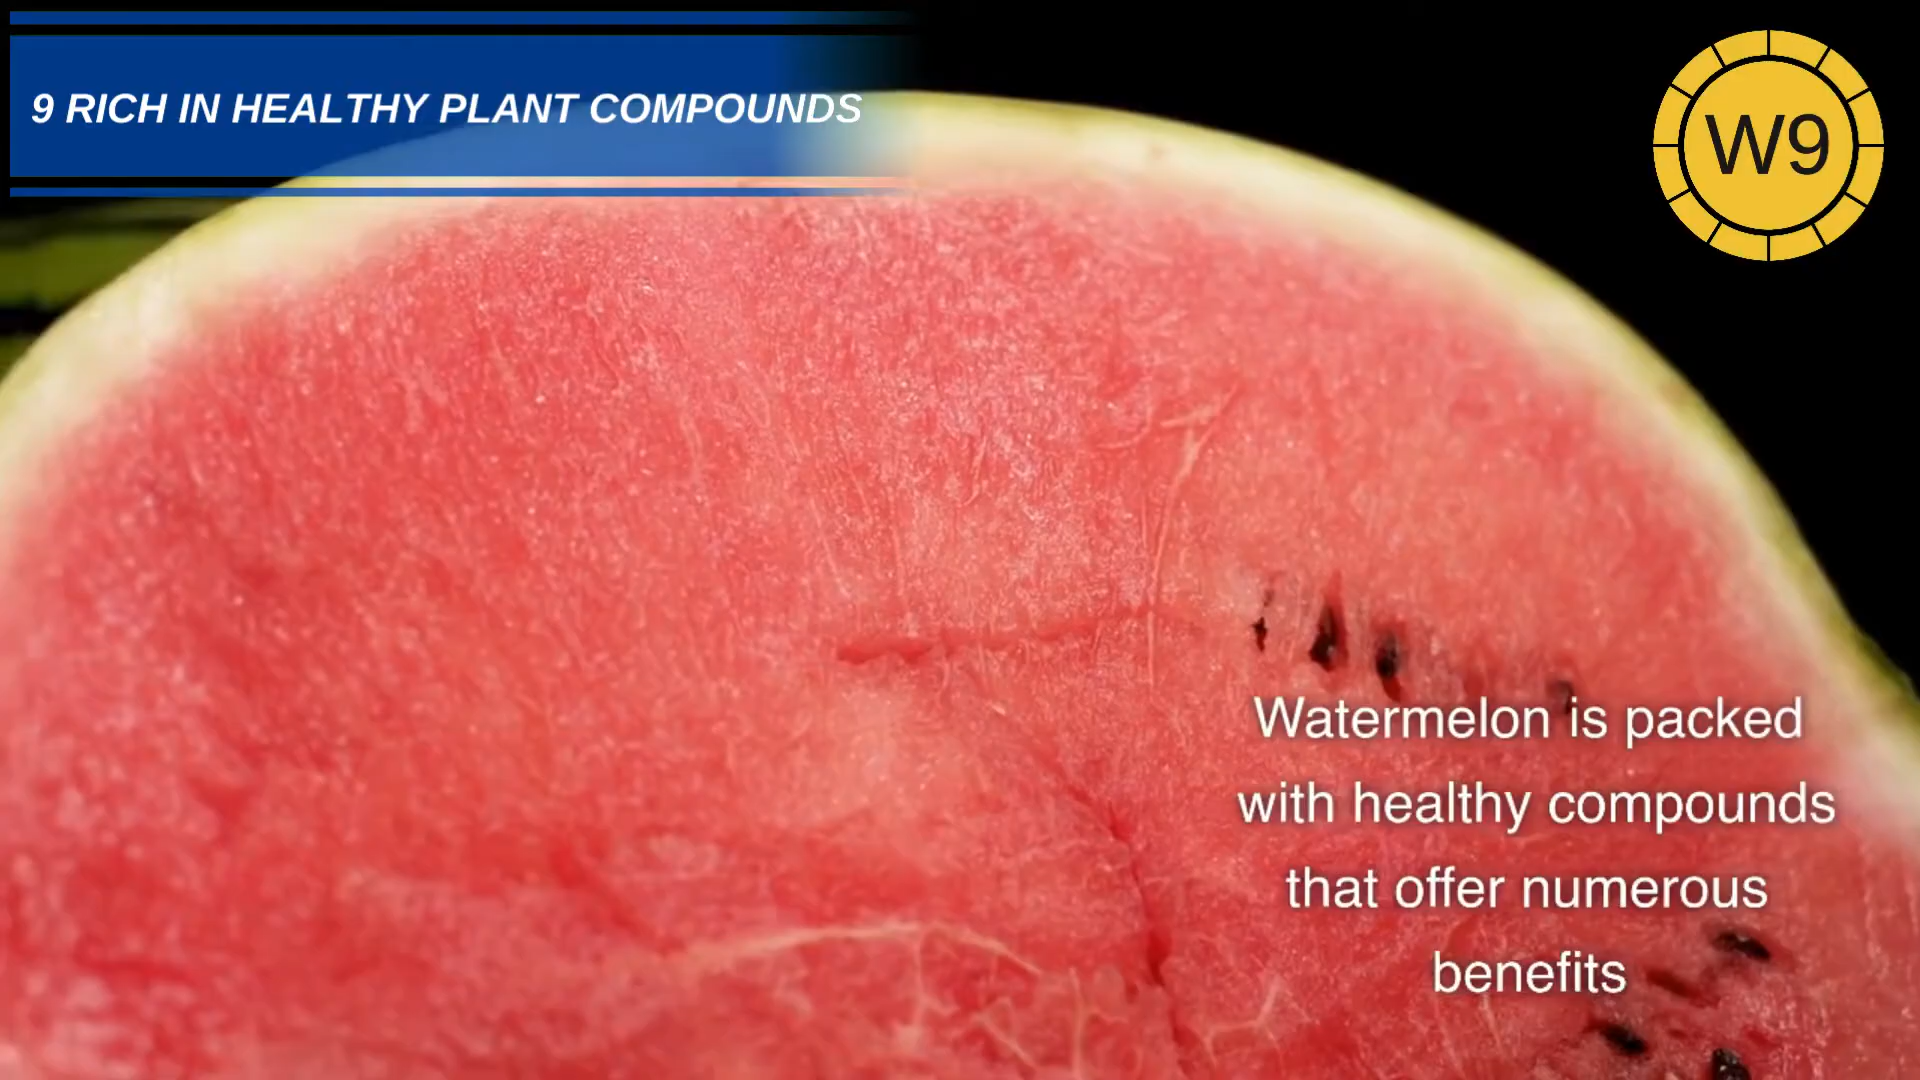 9 RICH IN HEALTHY PLANT COMPOUNDS
W9
Watermelon is packed
with healthy compounds
that offer numerous
benefits